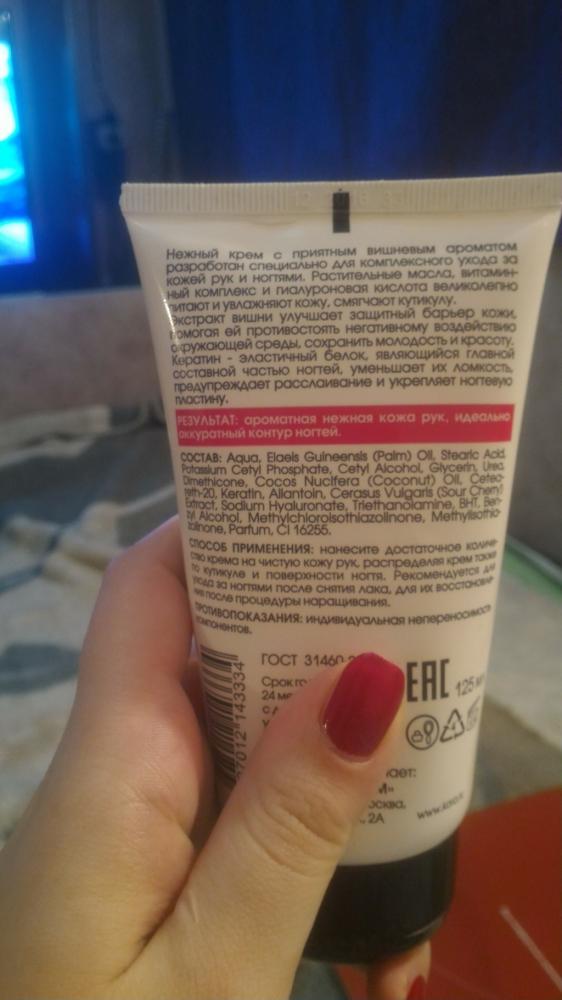 Нежный крем с приятным вишневым ароматом
разработан специально для комплексного ухода за
кожей рук и ногтями. Растительные масла, витамин-
ный комплекс и гиалуроновая кислота великолепно
питают и увлажняют кожу, смягчают кутикулу.
Экстракт вишни улучшает защитный барьер кожи,
помогая ей противостоять негативному воздействию
окружающей среды, сохранить молодость и красоту.
Кератин - эластичный белок, являющийся главной
составной частью ногтей, уменьшает их ломкость,
предупреждает расслаивание и укрепляет ногтевую
пластину.
РЕЗУЛЬТАТ: ароматная нежная кожа рук, идеально
аккуратный контур ногтей.
СОСТАВ: Aqua, Elaeis Guineensis (Palm) Oil, Stearic Acid,
Potassium Cetyl Phosphate, Cetyl Alcohol, Glycerin, Urea,
Dimethicone, Cocos Nucifera (Coconut) Oil, Cetea-
reth-20, Keratin, Allantoin, Cerasus Vulgaris (Sour Cherry)
Extract, Sodium Hyaluronate, Triethanolamine, BHT, Ben-
zyl Alcohol, Methylchloroisothiazolinone, Methylisothia-
zolinone, Parfum, CI 16255.
СПОСОБ ПРИМЕНЕНИЯ: нанесите достаточное количе-
ство крема на чистую кожу рук, распределяя крем также
по кутикуле и поверхности ногтя. Рекомендуется для
ухода за ногтями после снятия лака, для их восстановле-
ния после процедуры наращивания.
ПРОТИВОПОКАЗАНИЯ: индивидуальная непереносимость
компонентов.
ГОСТ 31460
EAC 125 мл
Срок го
24 ме
с д
143334
2А